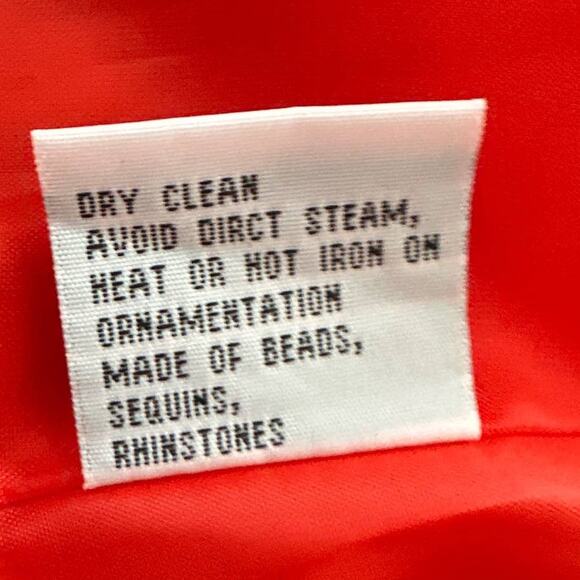 DRY CLEAN
AVOID DIRCT STEAM,
HEAT OR HOT IRON ON
ORNAMENTATION
MADE OF BEADS,
SEQUINS,
RHINSTONES